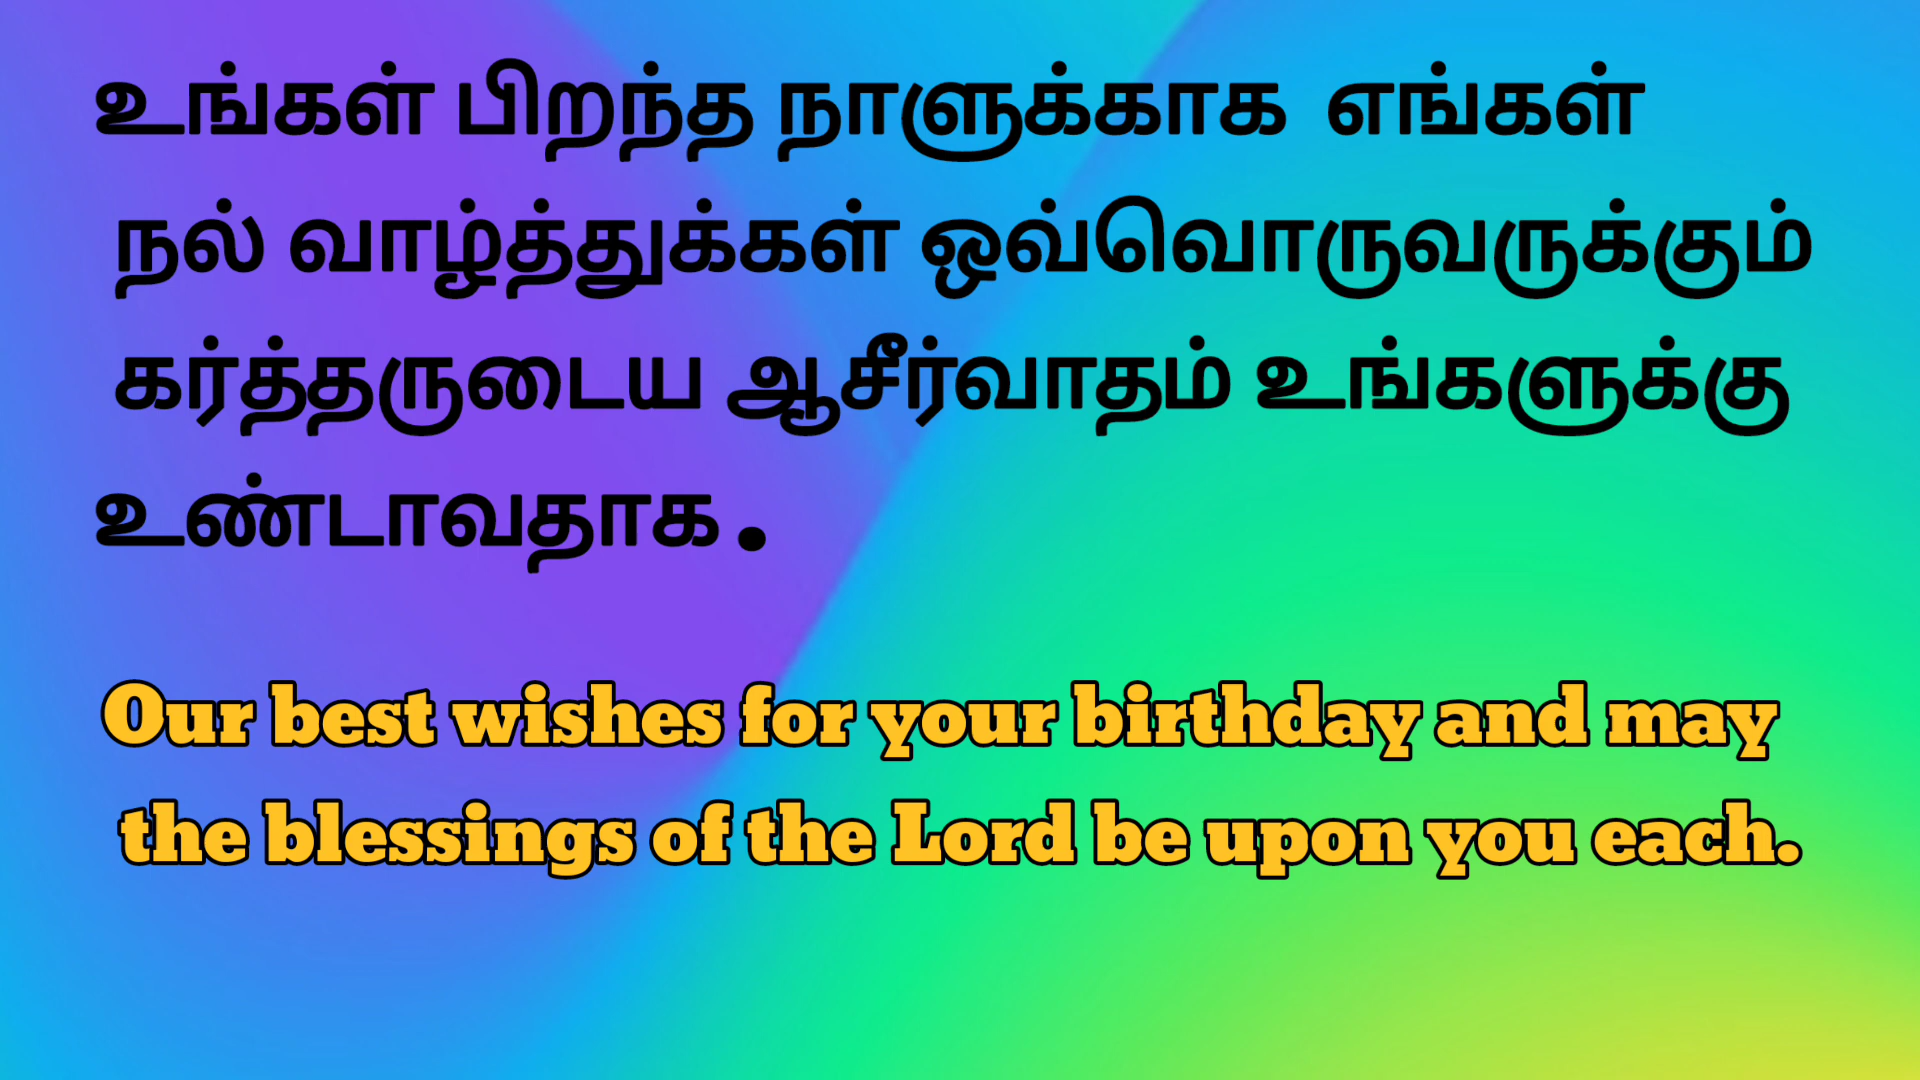 உங்கள் பிறந்த நாளுக்காக எங்கள்
நல் வாழ்த்துக்கள் ஒவ்வொருவருக்கும்
கர்த்தருடைய ஆசீர்வாதம் உங்களுக்கு
உண்டாவதாக .
Our best wishes for your birthday and may
the blessings of the Lord be upon you each.